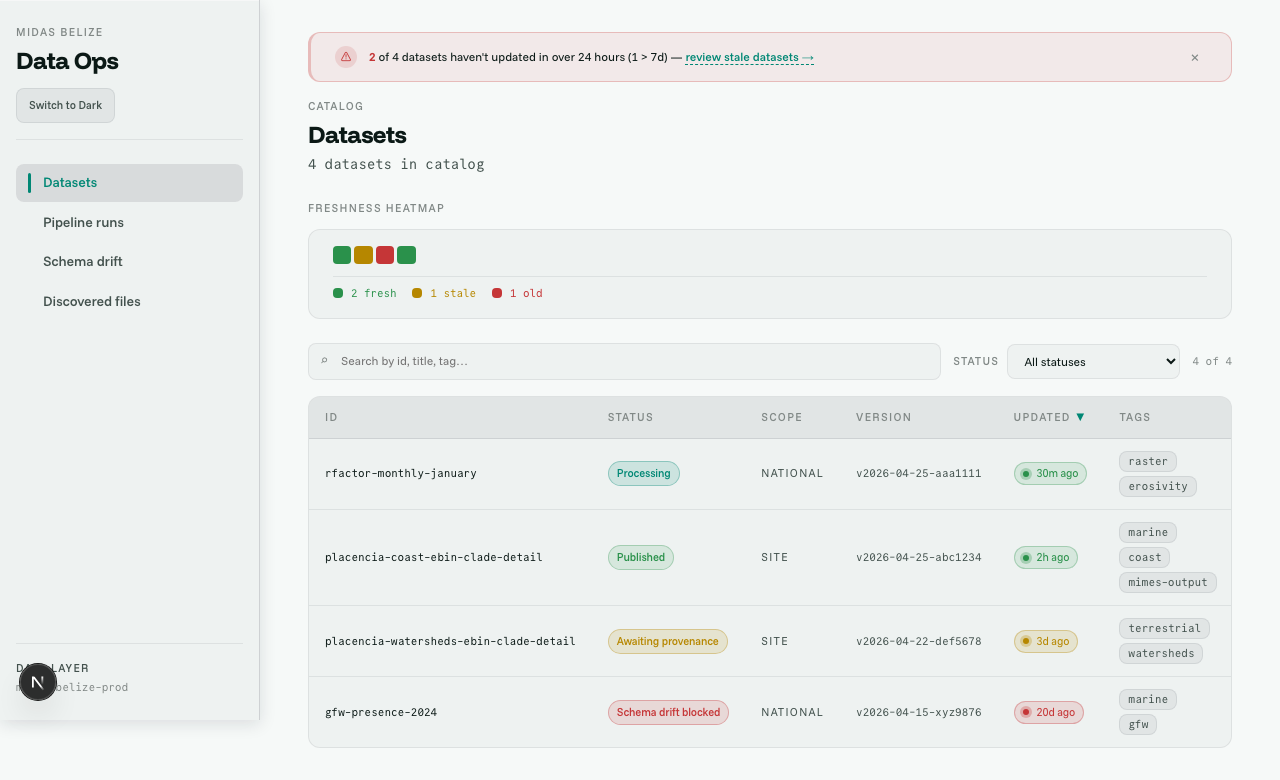 MIDAS BELIZE
Data Ops
Switch to Dark
Datasets
Pipeline runs
Schema drift
Discovered files
LAYER
belize-prod
N
2 of 4 datasets haven't updated in over 24 hours (1 > 7d) — review stale datasets →
×
CATALOG
Datasets
4 datasets in catalog
FRESHNESS HEATMAP
2 fresh 1 stale 1 old
Search by id, title, tag...
STATUS All statuses 4 of 4
ID STATUS SCOPE VERSION UPDATED ▼ TAGS
rfactor-monthly-january Processing NATIONAL v2026-04-25-aaa1111 30m ago raster
erosivity
placencia-coast-ebin-clade-detail Published SITE v2026-04-25-abc1234 2h ago marine
coast
mimes-output
placencia-watersheds-ebin-clade-detail Awaiting provenance SITE v2026-04-22-def5678 3d ago terrestrial
watersheds
gfw-presence-2024 Schema drift blocked NATIONAL v2026-04-15-xyz9876 20d ago marine
gfw